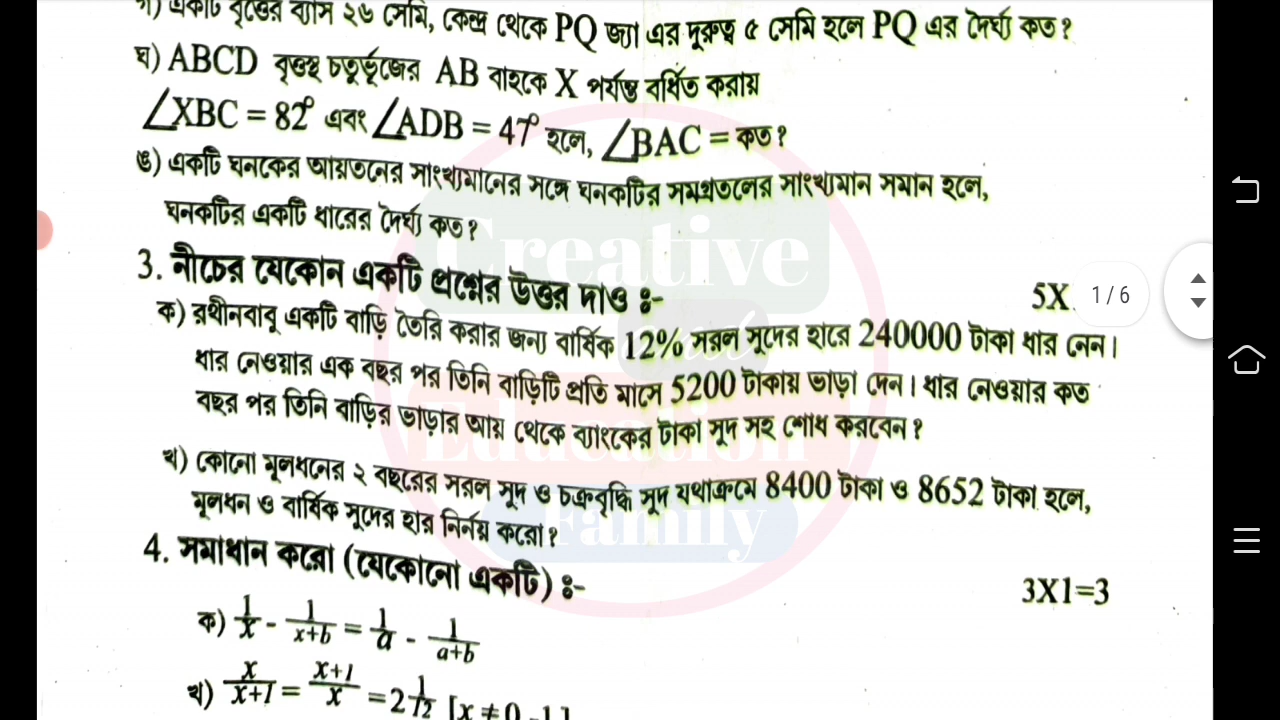 গ) একটি বৃত্তের ব্যাস ২৬ সেমি, কেন্দ্র থেকে PQ জ্যা এর দুরুত্ব ৫ সেমি হলে PQ এর দৈর্ঘ্য কত?
ঘ) ABCD বৃত্তস্থ চতুর্ভূজের AB বাহুকে X পর্যন্ত বর্ধিত করায়
∠XBC = 82° এবং ∠ADB = 47° হলে, ∠BAC = কত?
ঙ) একটি ঘনকের আয়তনের সাংখ্যমানের সঙ্গে ঘনকটির সমগ্রতলের সাংখ্যমান সমান হলে,
ঘনকটির একটি ধারের দৈর্ঘ্য কত?
3. নীচের যেকোন একটি প্রশ্নের উত্তর দাও ঃ-
5X
1 / 6
ক) রথীনবাবু একটি বাড়ি তৈরি করার জন্য বার্ষিক 12% সরল সুদের হারে 240000 টাকা ধার নেন।
ধার নেওয়ার এক বছর পর তিনি বাড়িটি প্রতি মাসে 5200 টাকায় ভাড়া দেন। ধার নেওয়ার কত
বছর পর তিনি বাড়ির ভাড়ার আয় থেকে ব্যাংকের টাকা সুদ সহ শোধ করবেন?
খ) কোনো মূলধনের ২ বছরের সরল সুদ ও চক্রবৃদ্ধি সুদ যথাক্রমে 8400 টাকা ও 8652 টাকা হলে,
মূলধন ও বার্ষিক সুদের হার নির্নয় করো?
4. সমাধান করো (যেকোনো একটি) ঃ-
3X1=3
ক) 1/x - 1/x+b = 1/a - 1/a+b
খ) x/x+1 = x+1/x = 2 1/12 [x ≠ 0, -1]
Creative
Education
Family